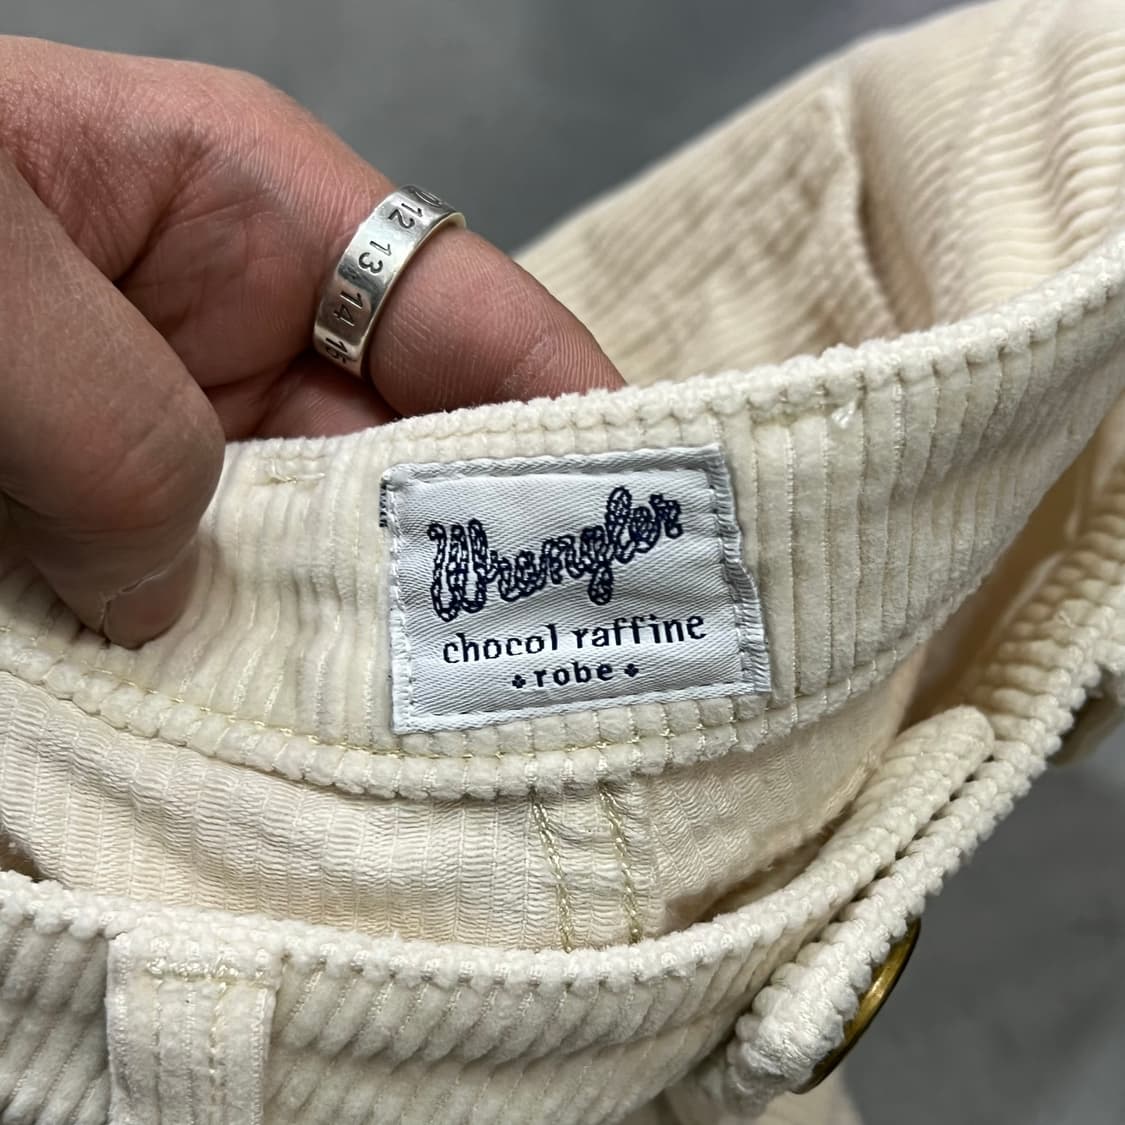 12 13 14 15
Wrangler
chocol raffine
robe